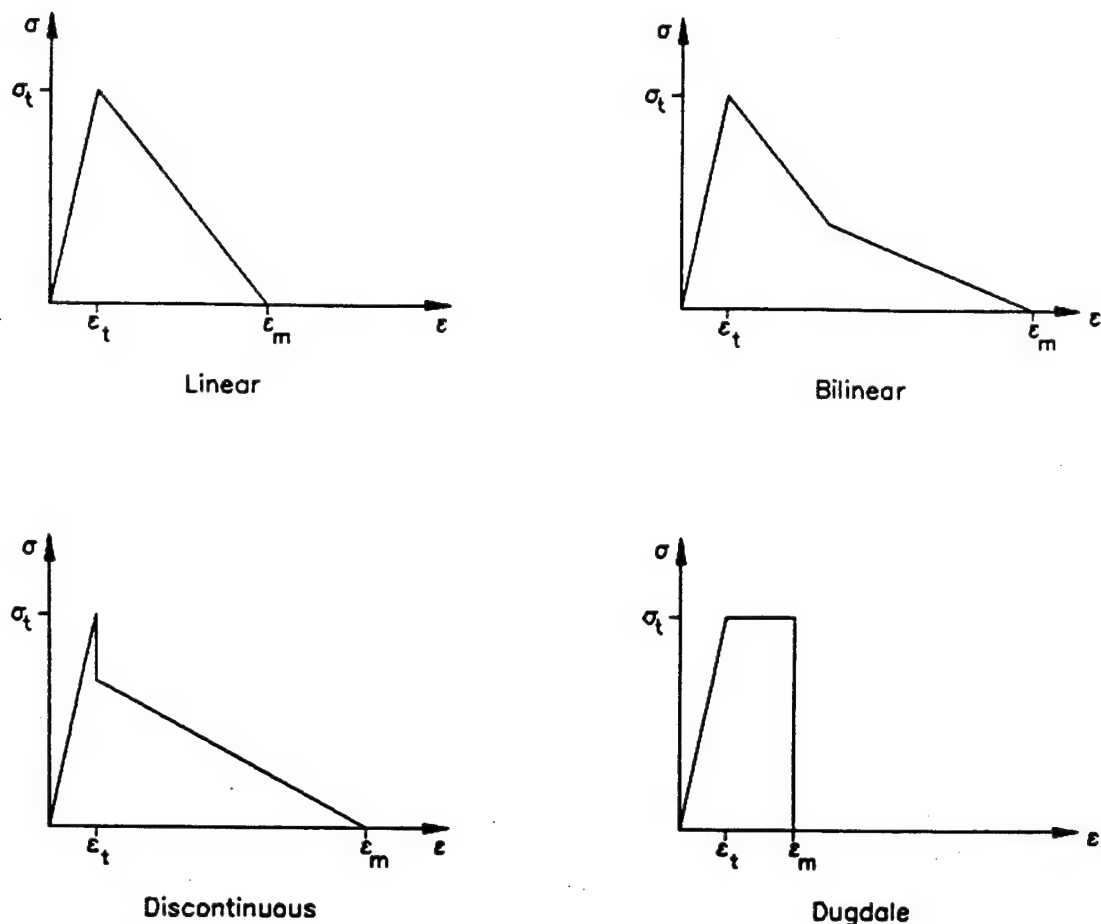 σ
σt
εt
εm
ε
Linear
σ
σt
εt
εm
ε
Bilinear
σ
σt
εt
εm
ε
Discontinuous
σ
σt
εt
εm
ε
Dugdale